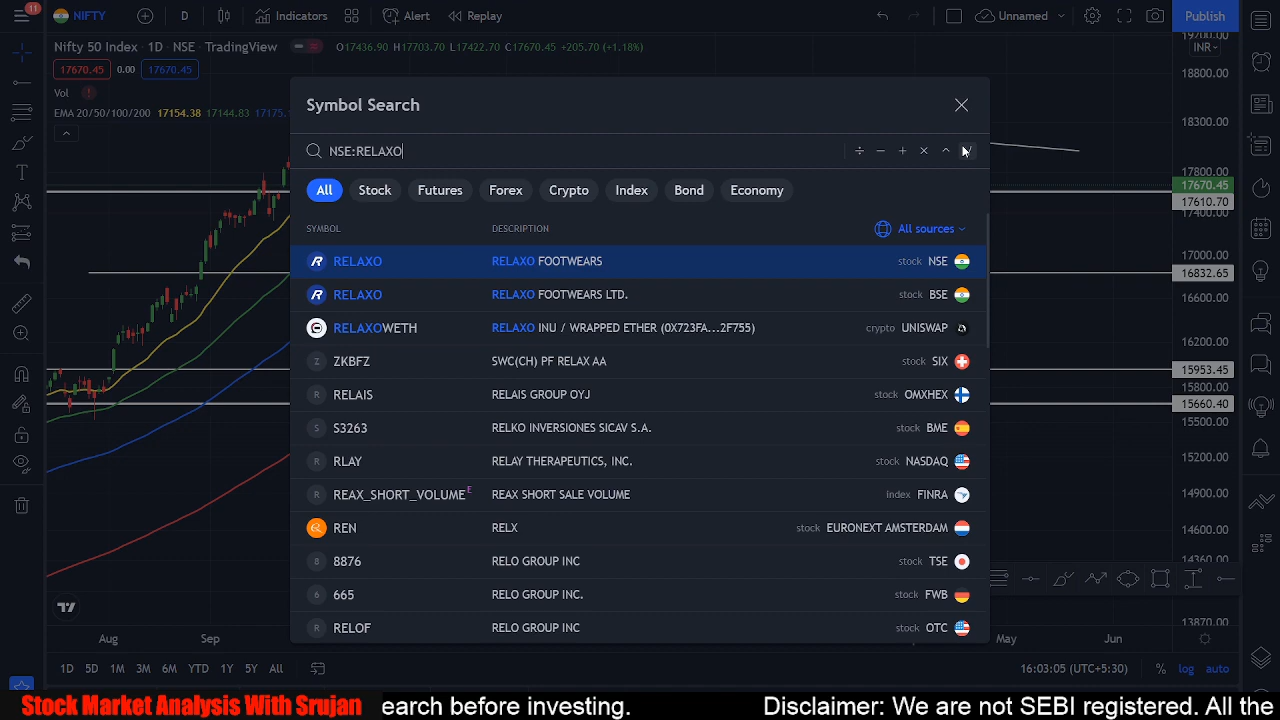 11
NIFTY
D
Indicators
Alert
Replay
Unnamed
Publish
Nifty 50 Index · 1D · NSE · TradingView
O17436.90 H17703.70 L17422.70 C17670.45 +205.70 (+1.18%)
17670.45
0.00
17670.45
Vol
EMA 20/50/100/200 17154.38 17144.83 17175.
Symbol Search
NSE:RELAXO
All
Stock
Futures
Forex
Crypto
Index
Bond
Economy
SYMBOL
DESCRIPTION
All sources
RELAXO RELAXO FOOTWEARS stock NSE
RELAXO RELAXO FOOTWEARS LTD. stock BSE
RELAXOWETH RELAXO INU / WRAPPED ETHER (0X723FA...2F755) crypto UNISWAP
Z ZKBFZ SWC(CH) PF RELAX AA stock SIX
R RELAIS RELAIS GROUP OYJ stock OMXHEX
S S3263 RELKO INVERSIONES SICAV S.A. stock BME
R RLAY RELAY THERAPEUTICS, INC. stock NASDAQ
R REAX_SHORT_VOLUME E REAX SHORT SALE VOLUME index FINRA
REN RELX stock EURONEXT AMSTERDAM
8 8876 RELO GROUP INC stock TSE
6 665 RELO GROUP INC. stock FWB
R RELOF RELO GROUP INC stock OTC
19200.00
INR
18800.00
18300.00
17800.00
17670.45
17610.70
17400.00
17000.00
16832.65
16600.00
16200.00
15953.45
15800.00
15660.40
15500.00
15200.00
14900.00
14600.00
14360.00
13870.00
Aug
Sep
May
Jun
1D 5D 1M 3M 6M YTD 1Y 5Y All
16:03:05 (UTC+5:30)
% log auto
Stock Market Analysis With Srujan
earch before investing.
Disclaimer: We are not SEBI registered. All the